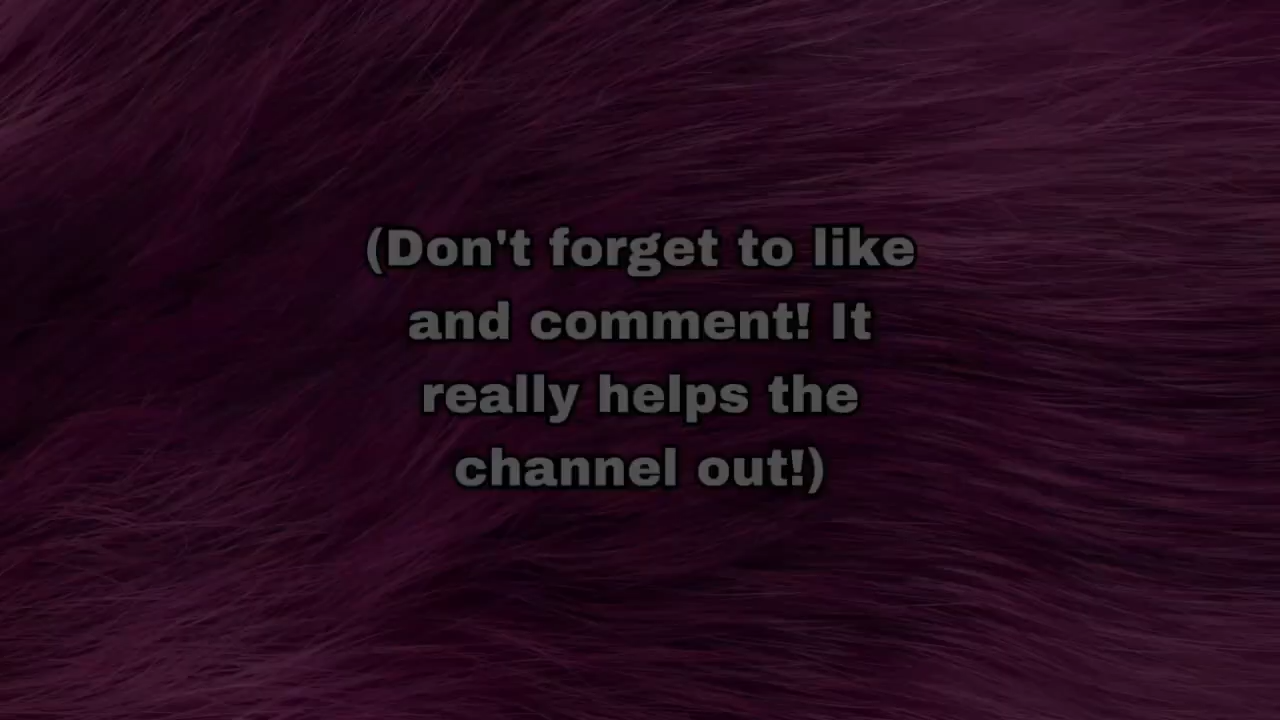 (Don't forget to like
and comment! It
really helps the
channel out!)